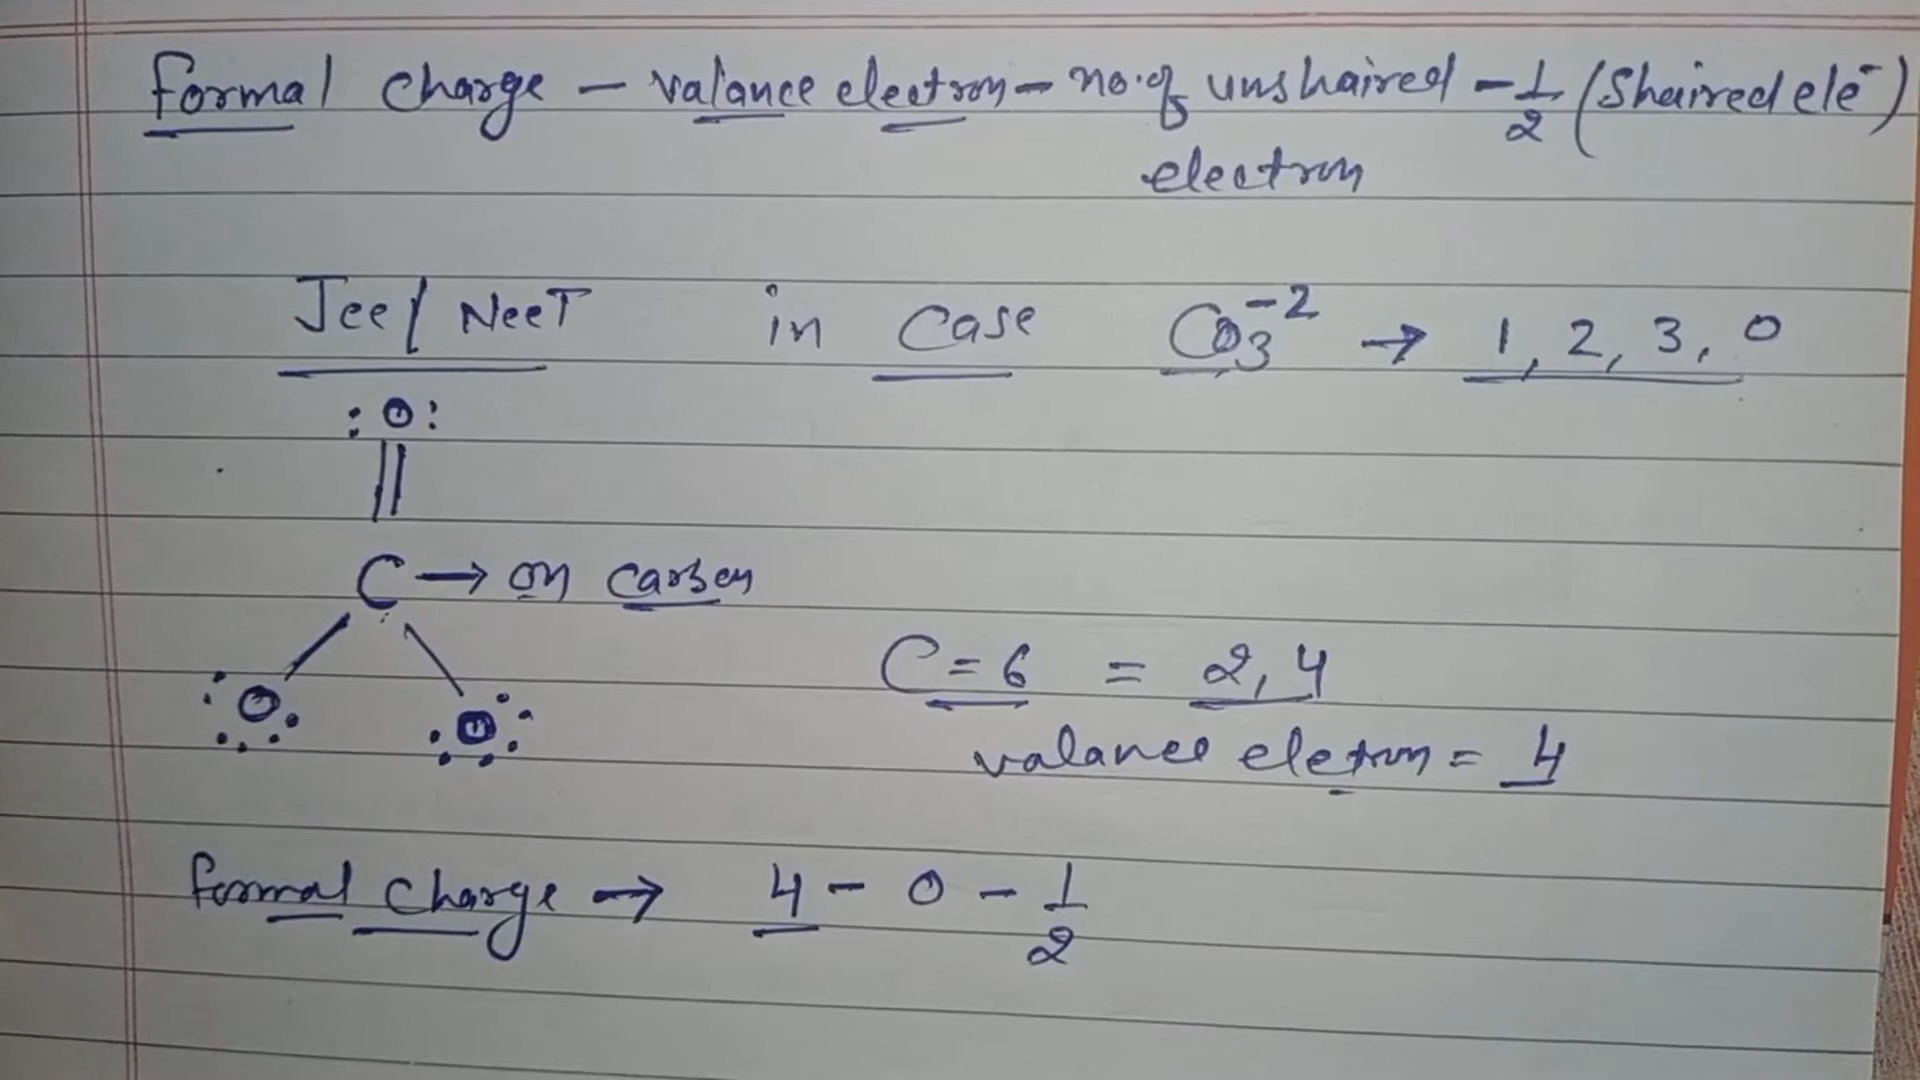 Formal charge - valance electron - no. of unshaired - 1/2 (Shaired ele⁻)
electron
Jee/ NeeT in Case CO₃⁻² → 1, 2, 3, 0
:O:
||
C → on carben
O O
C = 6 = 2, 4
valance eletron = 4
formal charge → 4 - 0 - 1/2